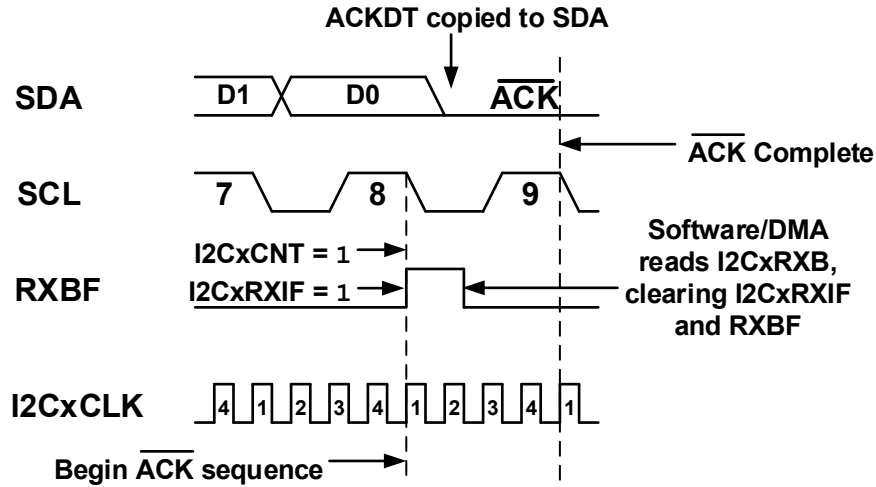 ACKDT copied to SDA
SDA
D1
D0
ACK
ACK Complete
SCL
7
8
9
I2CxCNT = 1
Software/DMA
reads I2CxRXB,
clearing I2CxRXIF
and RXBF
RXBF
I2CxRXIF = 1
I2CxCLK
4 1 2 3 4 1 2 3 4 1
Begin ACK sequence